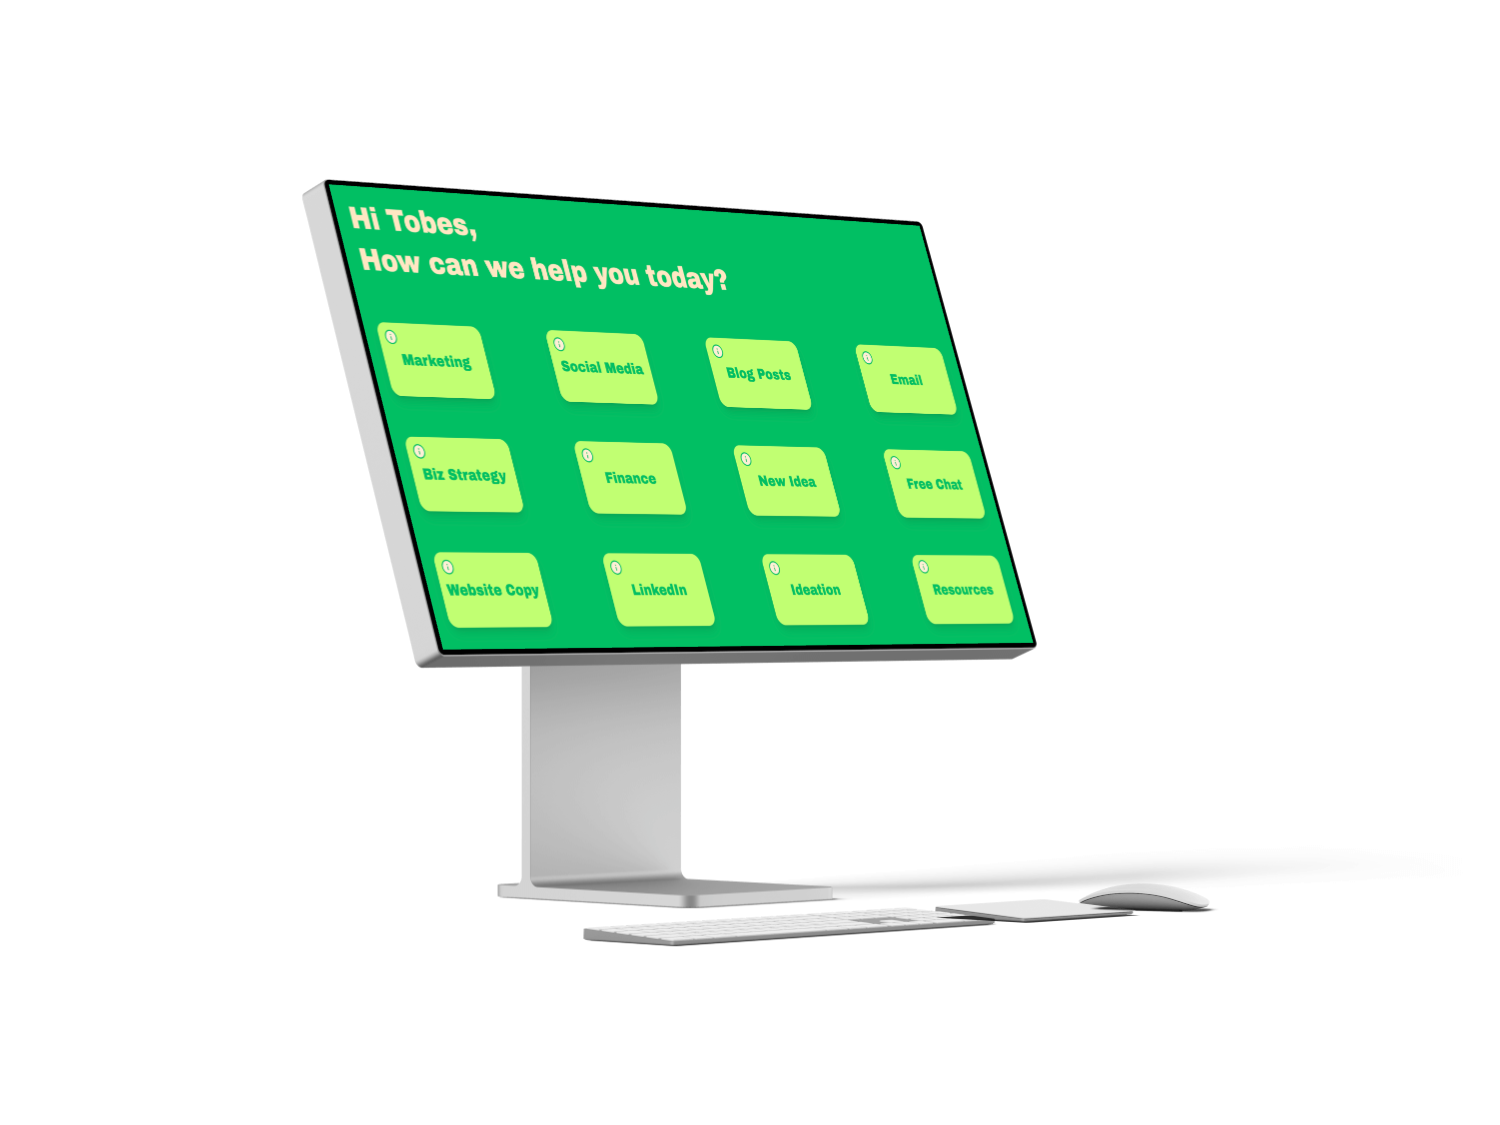 Hi Tobes,
How can we help you today?
Marketing
Social Media
Blog Posts
Email
Biz Strategy
Finance
New Idea
Free Chat
Website Copy
LinkedIn
Ideation
Resources